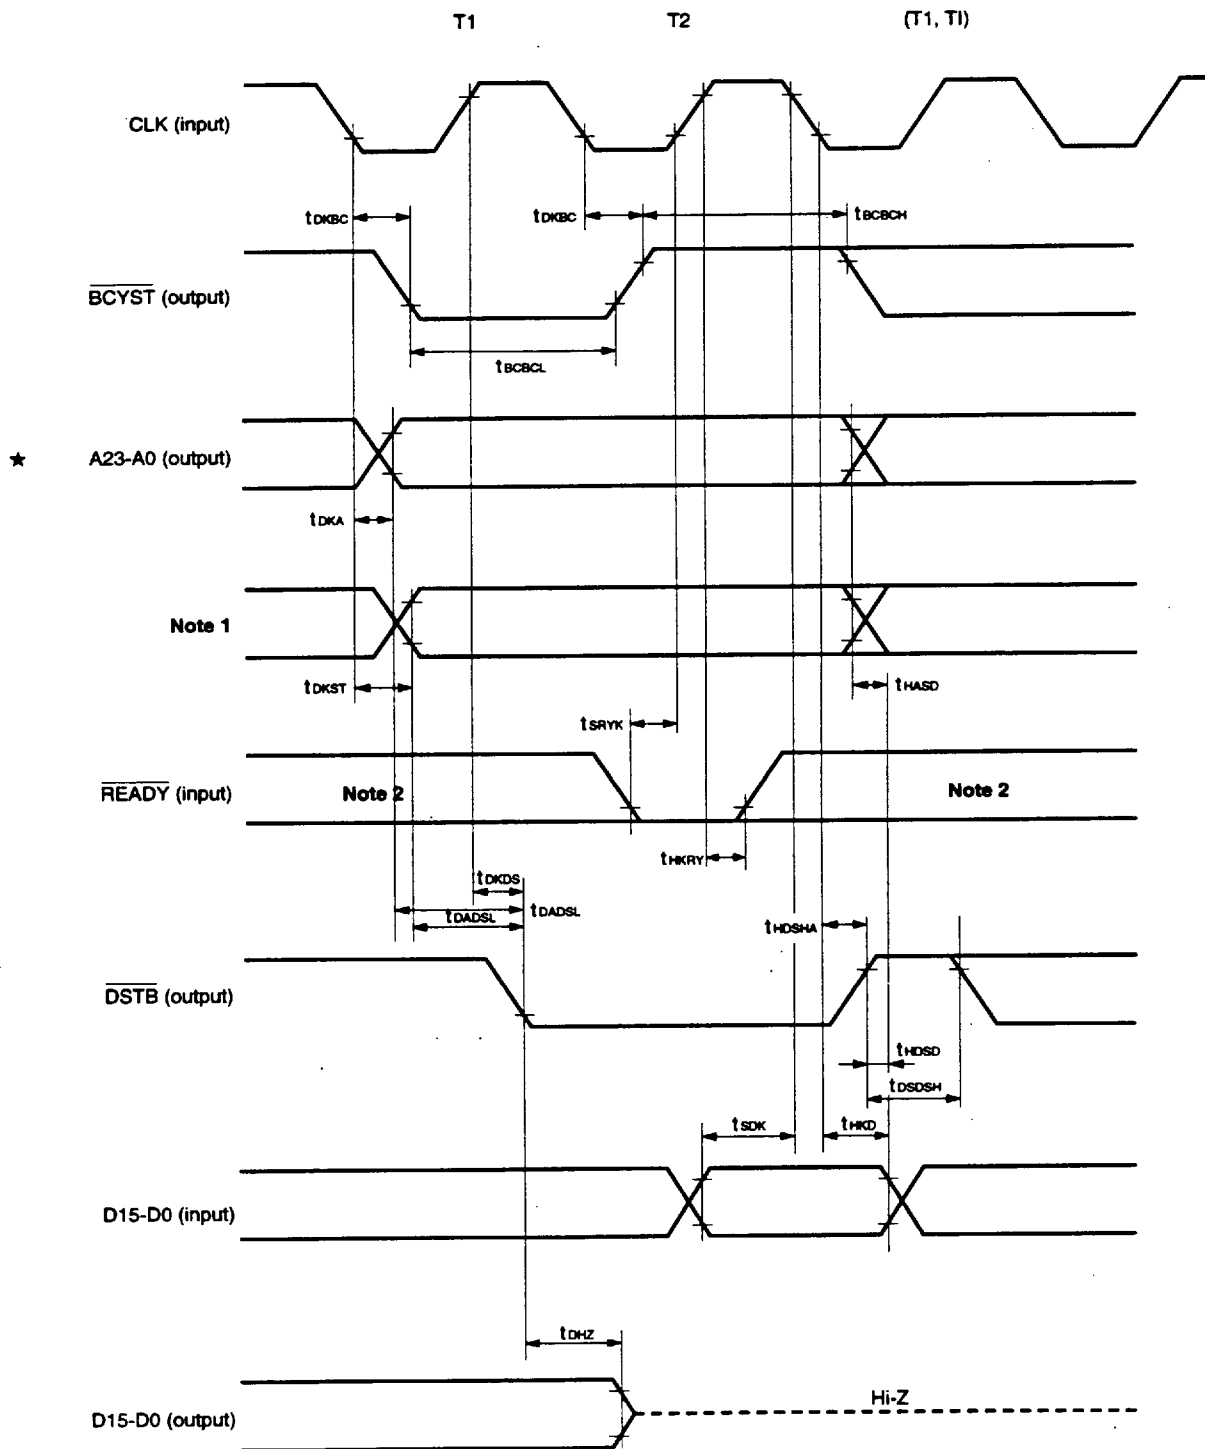 T1 T2 (T1, TI)
CLK (input)
tDKBC tDKBC tBCBCH
BCYST (output)
tBCBCL
★ A23-A0 (output)
tDKA
Note 1
tDKST tHASD
tSRYK
READY (input) Note 2 Note 2
tHKRY
tDKDS
tDADSL
tDADSL
tHDSHA
DSTB (output)
tHDSD
tDSDSH
tSDK tHKD
D15-D0 (input)
tDHZ
Hi-Z
D15-D0 (output)